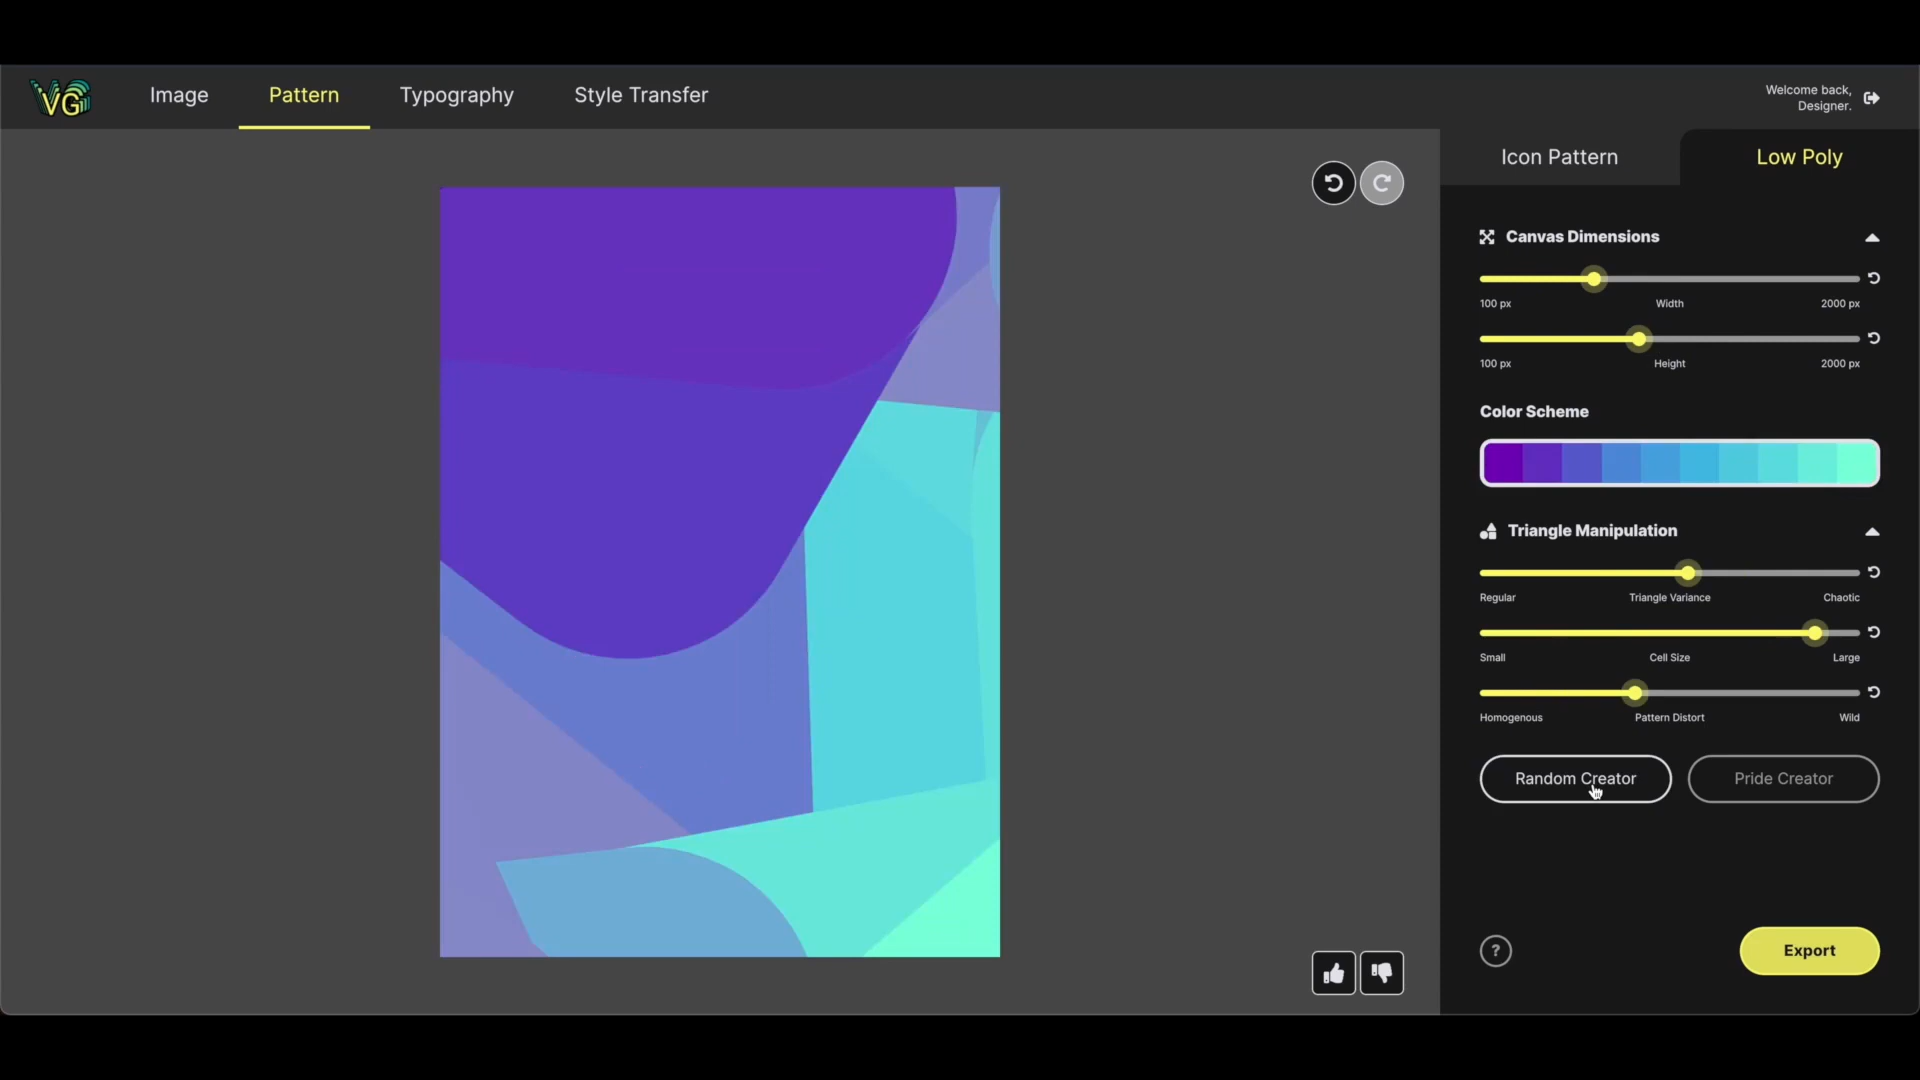 VG
Image
Pattern
Typography
Style Transfer
Welcome back,
Designer.
Icon Pattern
Low Poly
Canvas Dimensions
100 px
Width
2000 px
100 px
Height
2000 px
Color Scheme
Triangle Manipulation
Regular
Triangle Variance
Chaotic
Small
Cell Size
Large
Homogenous
Pattern Distort
Wild
Random Creator
Pride Creator
?
Export